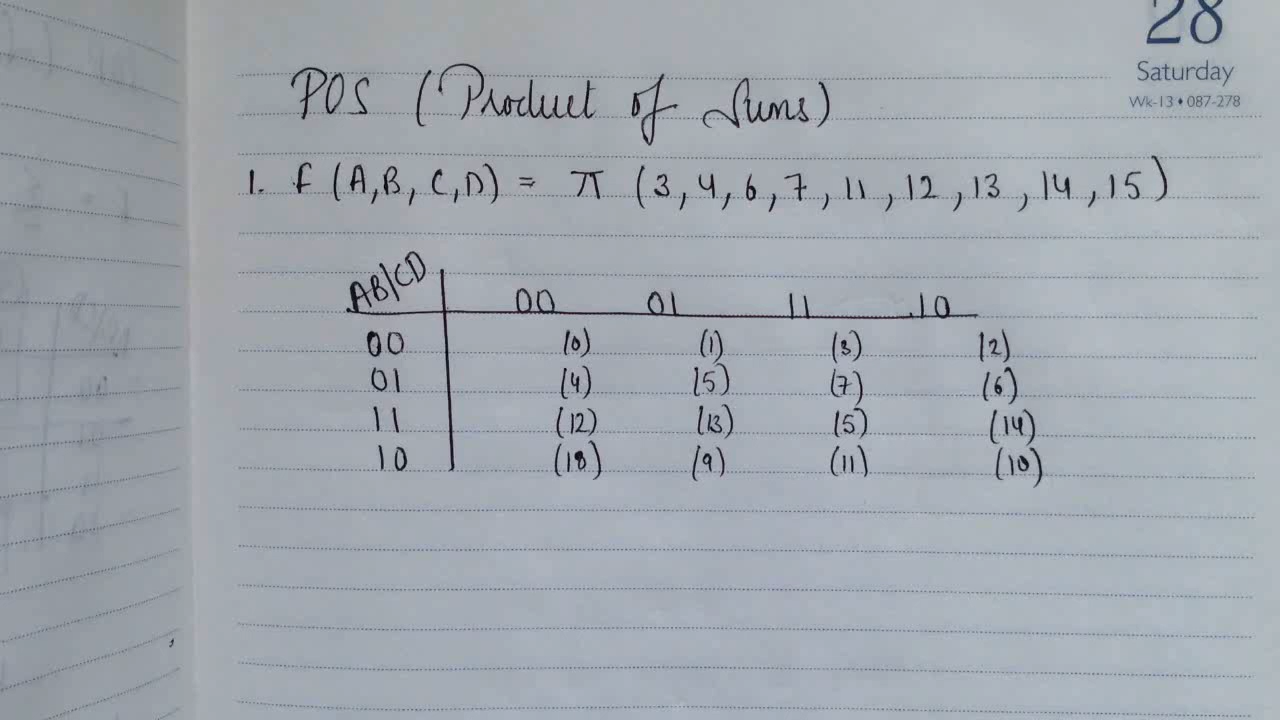 28
Saturday
Wk-13 • 087-278
POS (Product of Sums)
1. f (A,B, C,D) = π (3,4,6,7,11,12,13,14,15)
AB/CD 00 01 11 10
00 (0) (1) (3) (2)
01 (4) (5) (7) (6)
11 (12) (13) (5) (14)
10 (18) (9) (11) (10)